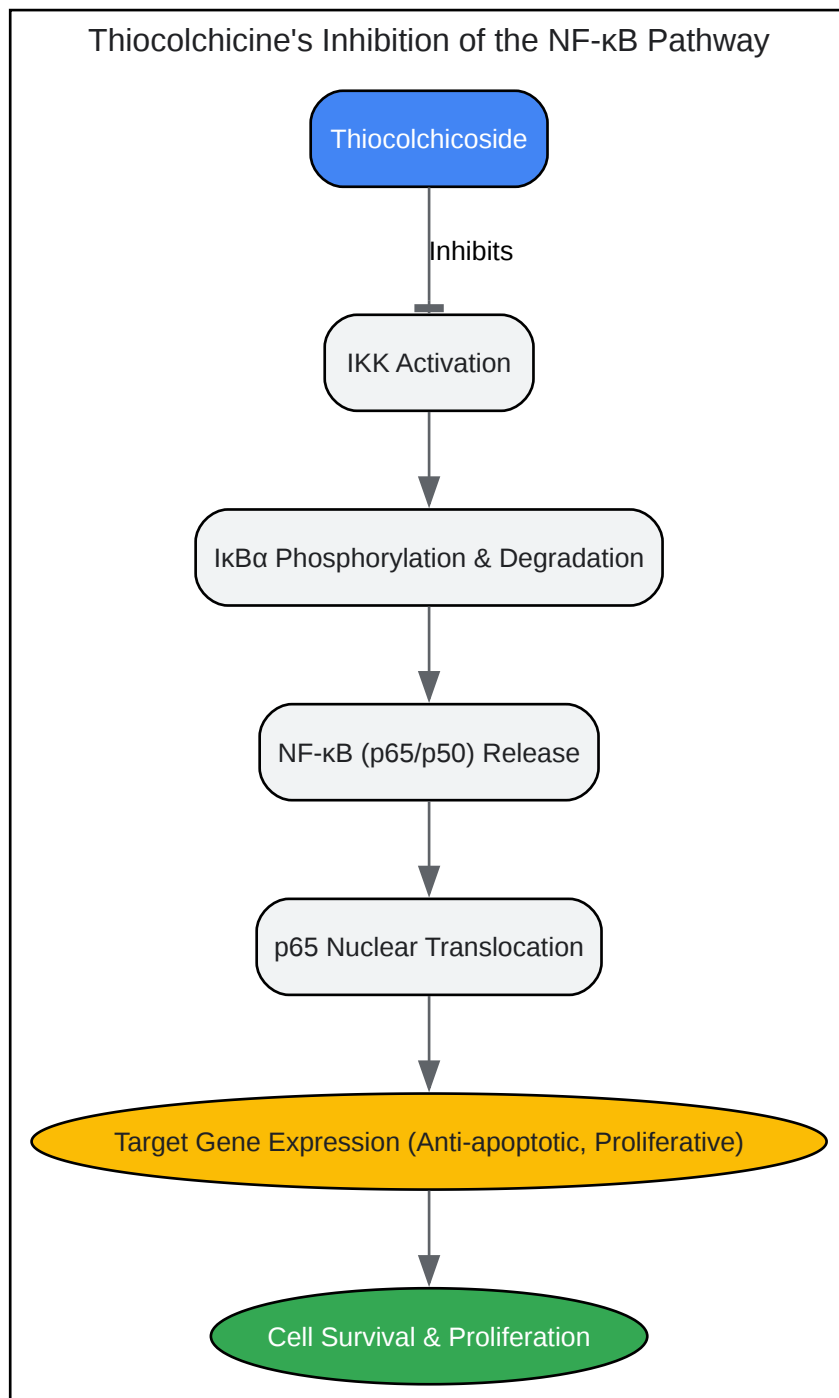 Thiocolchicine's Inhibition of the NF-κB Pathway
Thiocolchicoside
Inhibits
IKK Activation
IκBα Phosphorylation & Degradation
NF-κB (p65/p50) Release
p65 Nuclear Translocation
Target Gene Expression (Anti-apoptotic, Proliferative)
Cell Survival & Proliferation